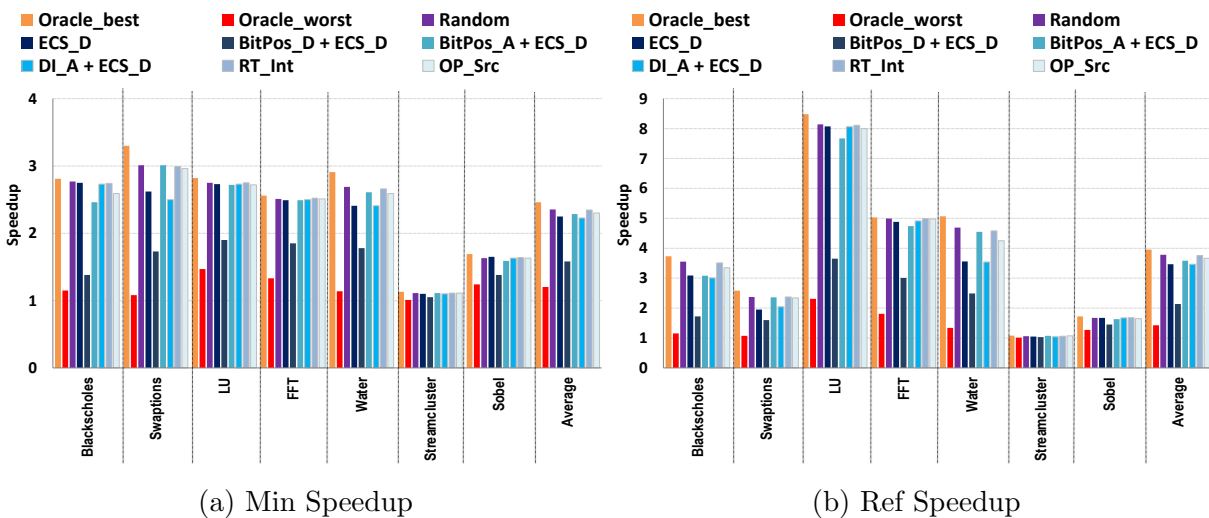 Oracle_best Oracle_worst Random
ECS_D BitPos_D + ECS_D BitPos_A + ECS_D
DI_A + ECS_D RT_Int OP_Src
4
3
2
1
0
Speedup
Blackscholes
Swaptions
LU
FFT
Water
Streamcluster
Sobel
Average
(a) Min Speedup
Oracle_best Oracle_worst Random
ECS_D BitPos_D + ECS_D BitPos_A + ECS_D
DI_A + ECS_D RT_Int OP_Src
9
8
7
6
5
4
3
2
1
0
Speedup
Blackscholes
Swaptions
LU
FFT
Water
Streamcluster
Sobel
Average
(b) Ref Speedup